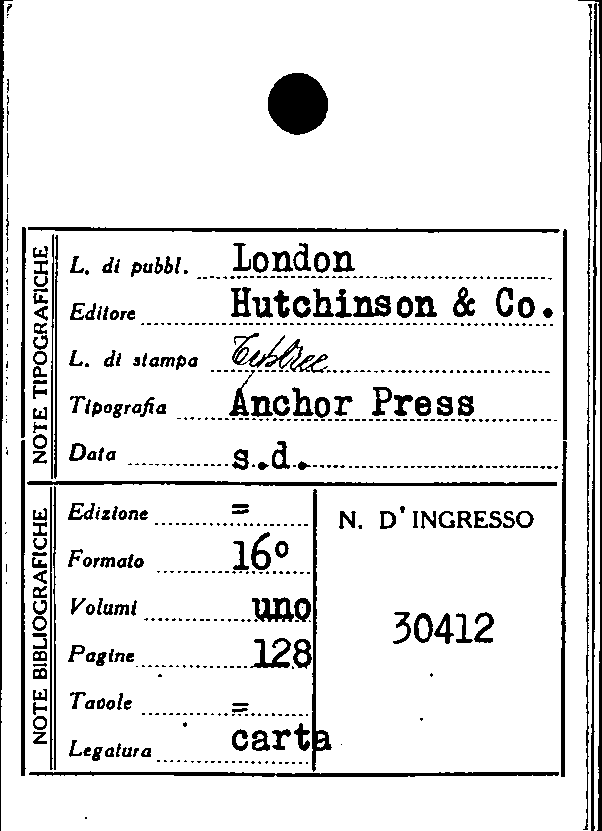 NOTE TIPOGRAFICHE
L. di pubbl. London
Editore Hutchinson & Co.
L. di stampa Tiptree
Tipografia Anchor Press
Data s.d.
NOTE BIBLIOGRAFICHE
Edizione =
Formato 16º
Volumi uno
Pagine 128
Tavole =
Legatura carta
N. D'INGRESSO
30412